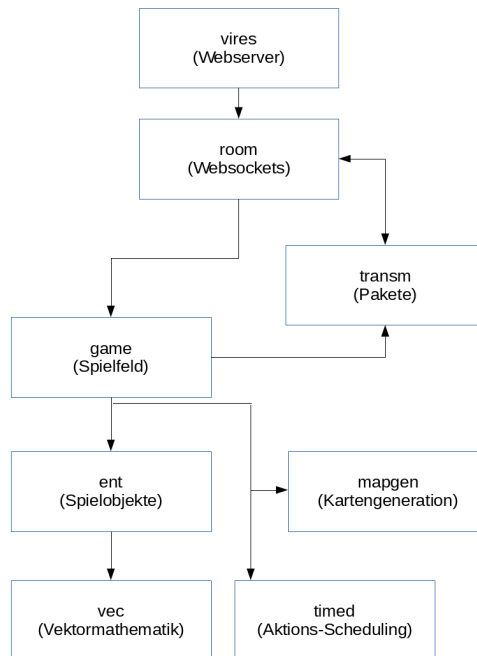 vires
(Webserver)
room
(Websockets)
transm
(Pakete)
game
(Spielfeld)
ent
(Spielobjekte)
mapgen
(Kartengeneration)
vec
(Vektormathematik)
timed
(Aktions-Scheduling)